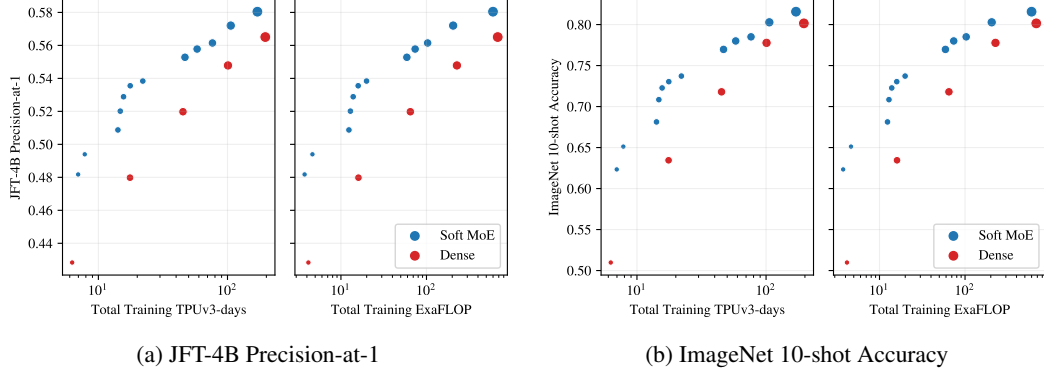 0.58
0.56
0.54
0.52
0.50
0.48
0.46
0.44
JFT-4B Precision-at-1
10¹ 10²
Total Training TPUv3-days
Soft MoE
Dense
10¹ 10²
Total Training ExaFLOP
(a) JFT-4B Precision-at-1
0.80
0.75
0.70
0.65
0.60
0.55
0.50
ImageNet 10-shot Accuracy
10¹ 10²
Total Training TPUv3-days
Soft MoE
Dense
10¹ 10²
Total Training ExaFLOP
(b) ImageNet 10-shot Accuracy